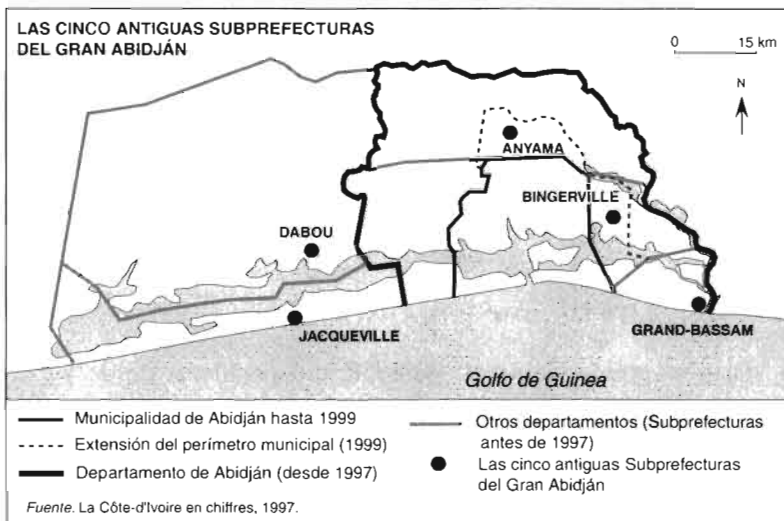 LAS CINCO ANTIGUAS SUBPREFECTURAS
DEL GRAN ABIDJÁN
0 15 km
N
ANYAMA
BINGERVILLE
DABOU
JACQUEVILLE
GRAND-BASSAM
Golfo de Guinea
Municipalidad de Abidján hasta 1999
Extensión del perímetro municipal (1999)
Departamento de Abidján (desde 1997)
Otros departamentos (Subprefecturas
antes de 1997)
Las cinco antiguas Subprefecturas
del Gran Abidján
Fuente. La Côte-d'Ivoire en chiffres, 1997.